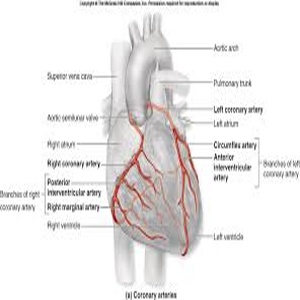 Copyright © The McGraw-Hill Companies, Inc. Permission required for reproduction or display.
Aortic arch
Superior vena cava
Pulmonary trunk
Left coronary artery
Aortic semilunar valve
Left atrium
Right atrium
Circumflex artery
Right coronary artery
Anterior
interventricular
artery
Branches of left
coronary artery
Posterior
interventricular artery
Branches of right
coronary artery
Right marginal artery
Right ventricle
Left ventricle
(a) Coronary arteries